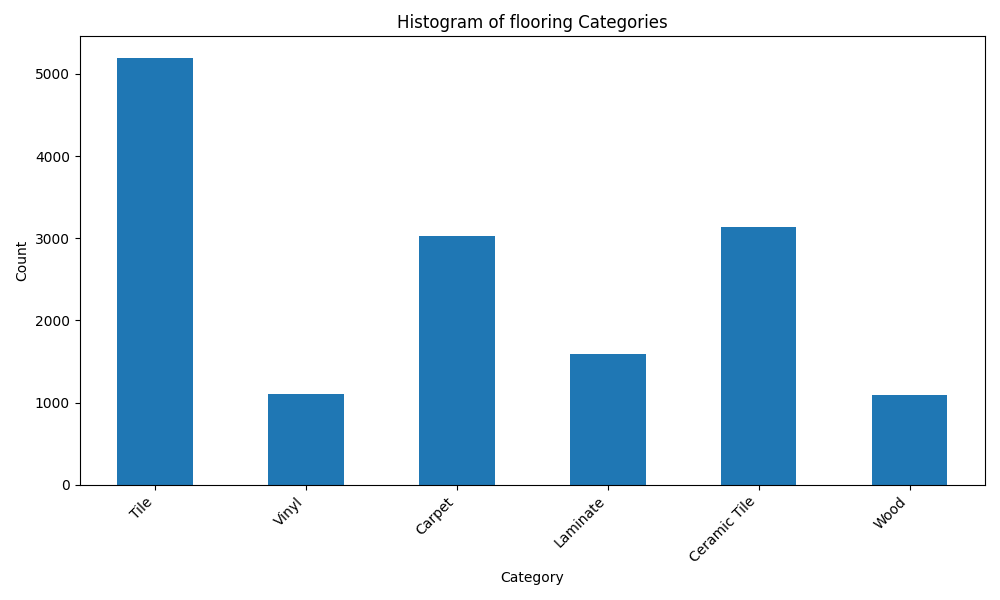 Histogram of flooring Categories
5000
4000
3000
2000
1000
0
Count
Tile
Vinyl
Carpet
Laminate
Ceramic Tile
Wood
Category